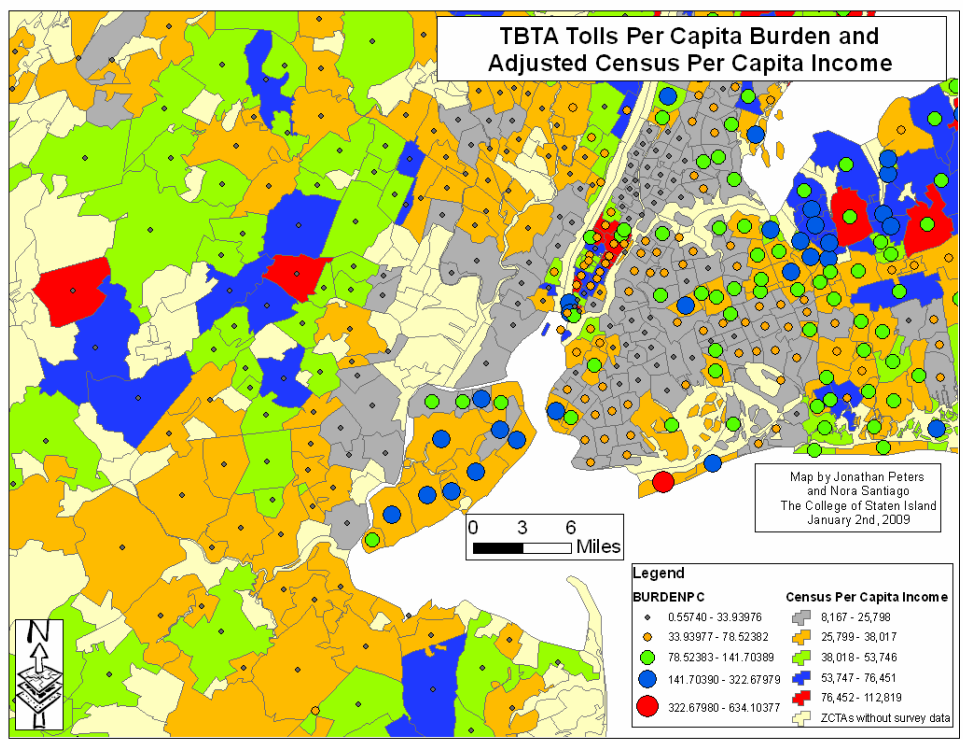 TBTA Tolls Per Capita Burden and
Adjusted Census Per Capita Income
Map by Jonathan Peters
and Nora Santiago
The College of Staten Island
January 2nd, 2009
0 3 6
Miles
Legend
BURDENPC Census Per Capita Income
0.55740 - 33.93976 8,167 - 25,798
33.93977 - 78.52382 25,799 - 38,017
78.52383 - 141.70389 38,018 - 53,746
141.70390 - 322.67979 53,747 - 76,451
322.67980 - 634.10377 76,452 - 112,819
ZCTAs without survey data
N